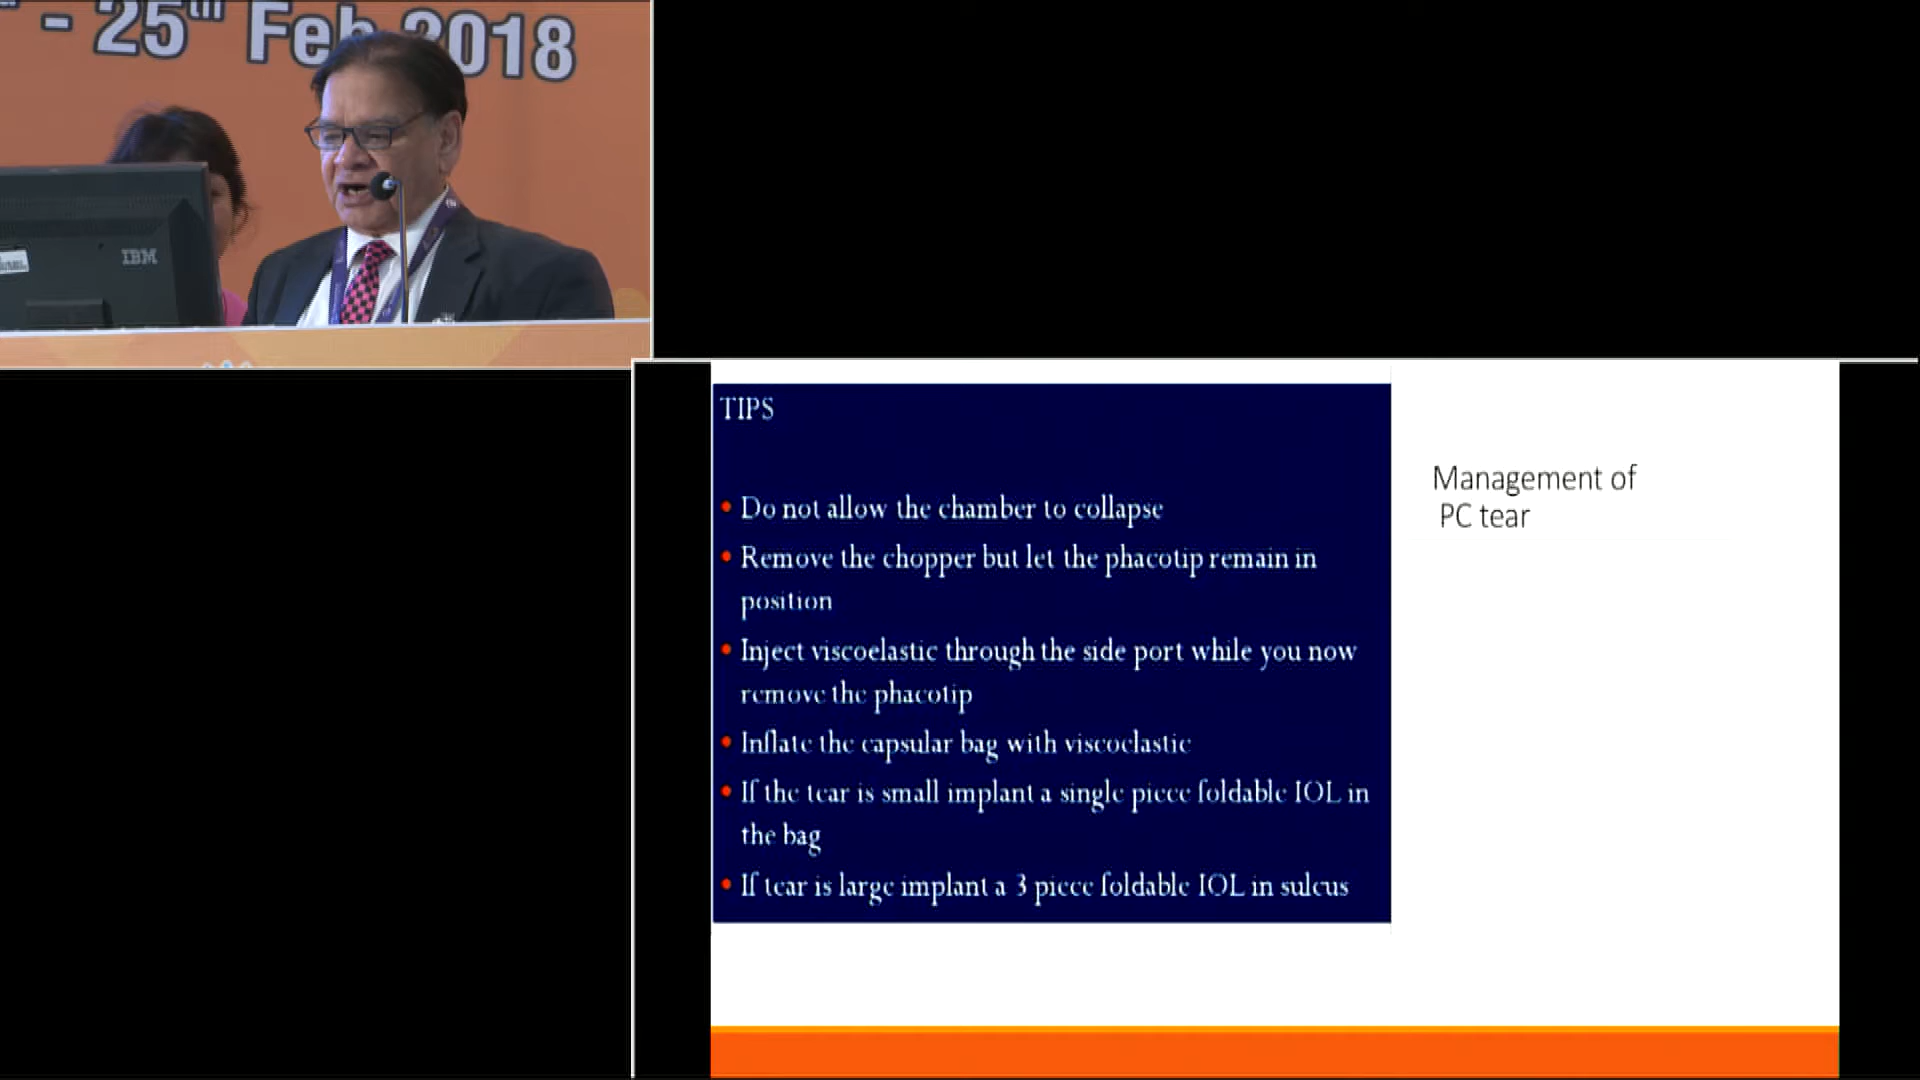 - 25th Feb 2018
IBM
TIPS
• Do not allow the chamber to collapse
• Remove the chopper but let the phacotip remain in
position
• Inject viscoelastic through the side port while you now
remove the phacotip
• Inflate the capsular bag with viscoelastic
• If the tear is small implant a single piece foldable IOL in
the bag
• If tear is large implant a 3 piece foldable IOL in sulcus
Management of
PC tear